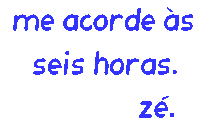 me acorde às
seis horas.
zé.